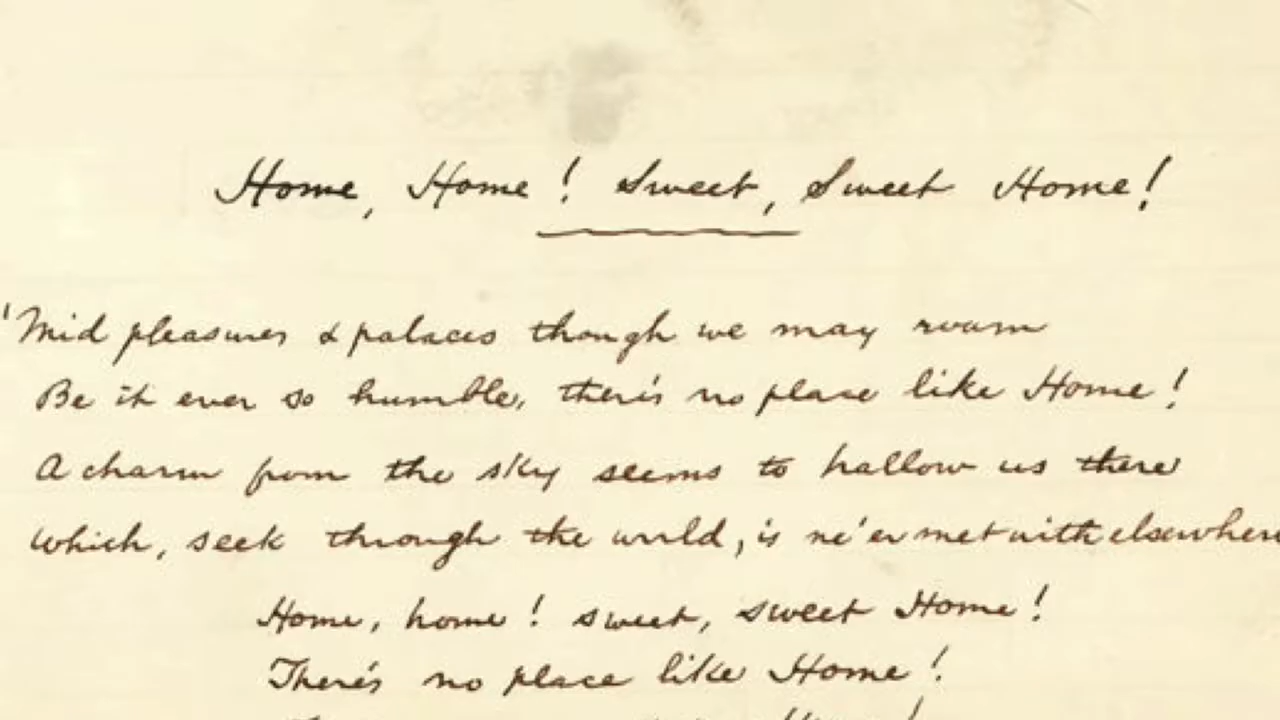 Home, Home! Sweet, Sweet Home!
'Mid pleasures & palaces though we may roam
Be it ever so humble, there's no place like Home!
A charm from the sky seems to hallow us there
Which, seek through the world, is ne'er met with elsewhere
Home, home! sweet, sweet Home!
There's no place like Home!